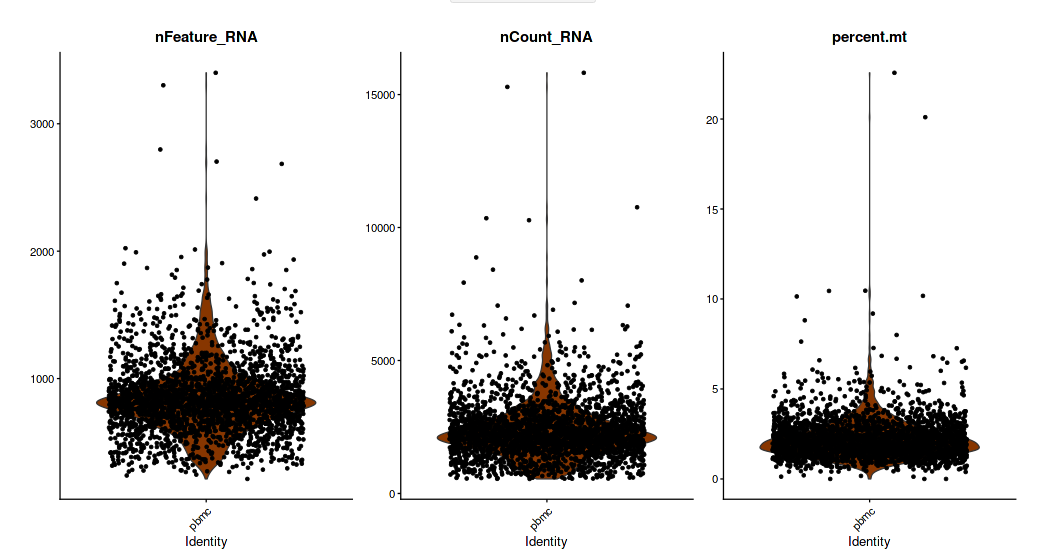 nFeature_RNA
3000
2000
1000
pbmc
Identity
nCount_RNA
15000
10000
5000
0
pbmc
Identity
percent.mt
20
15
10
5
0
pbmc
Identity